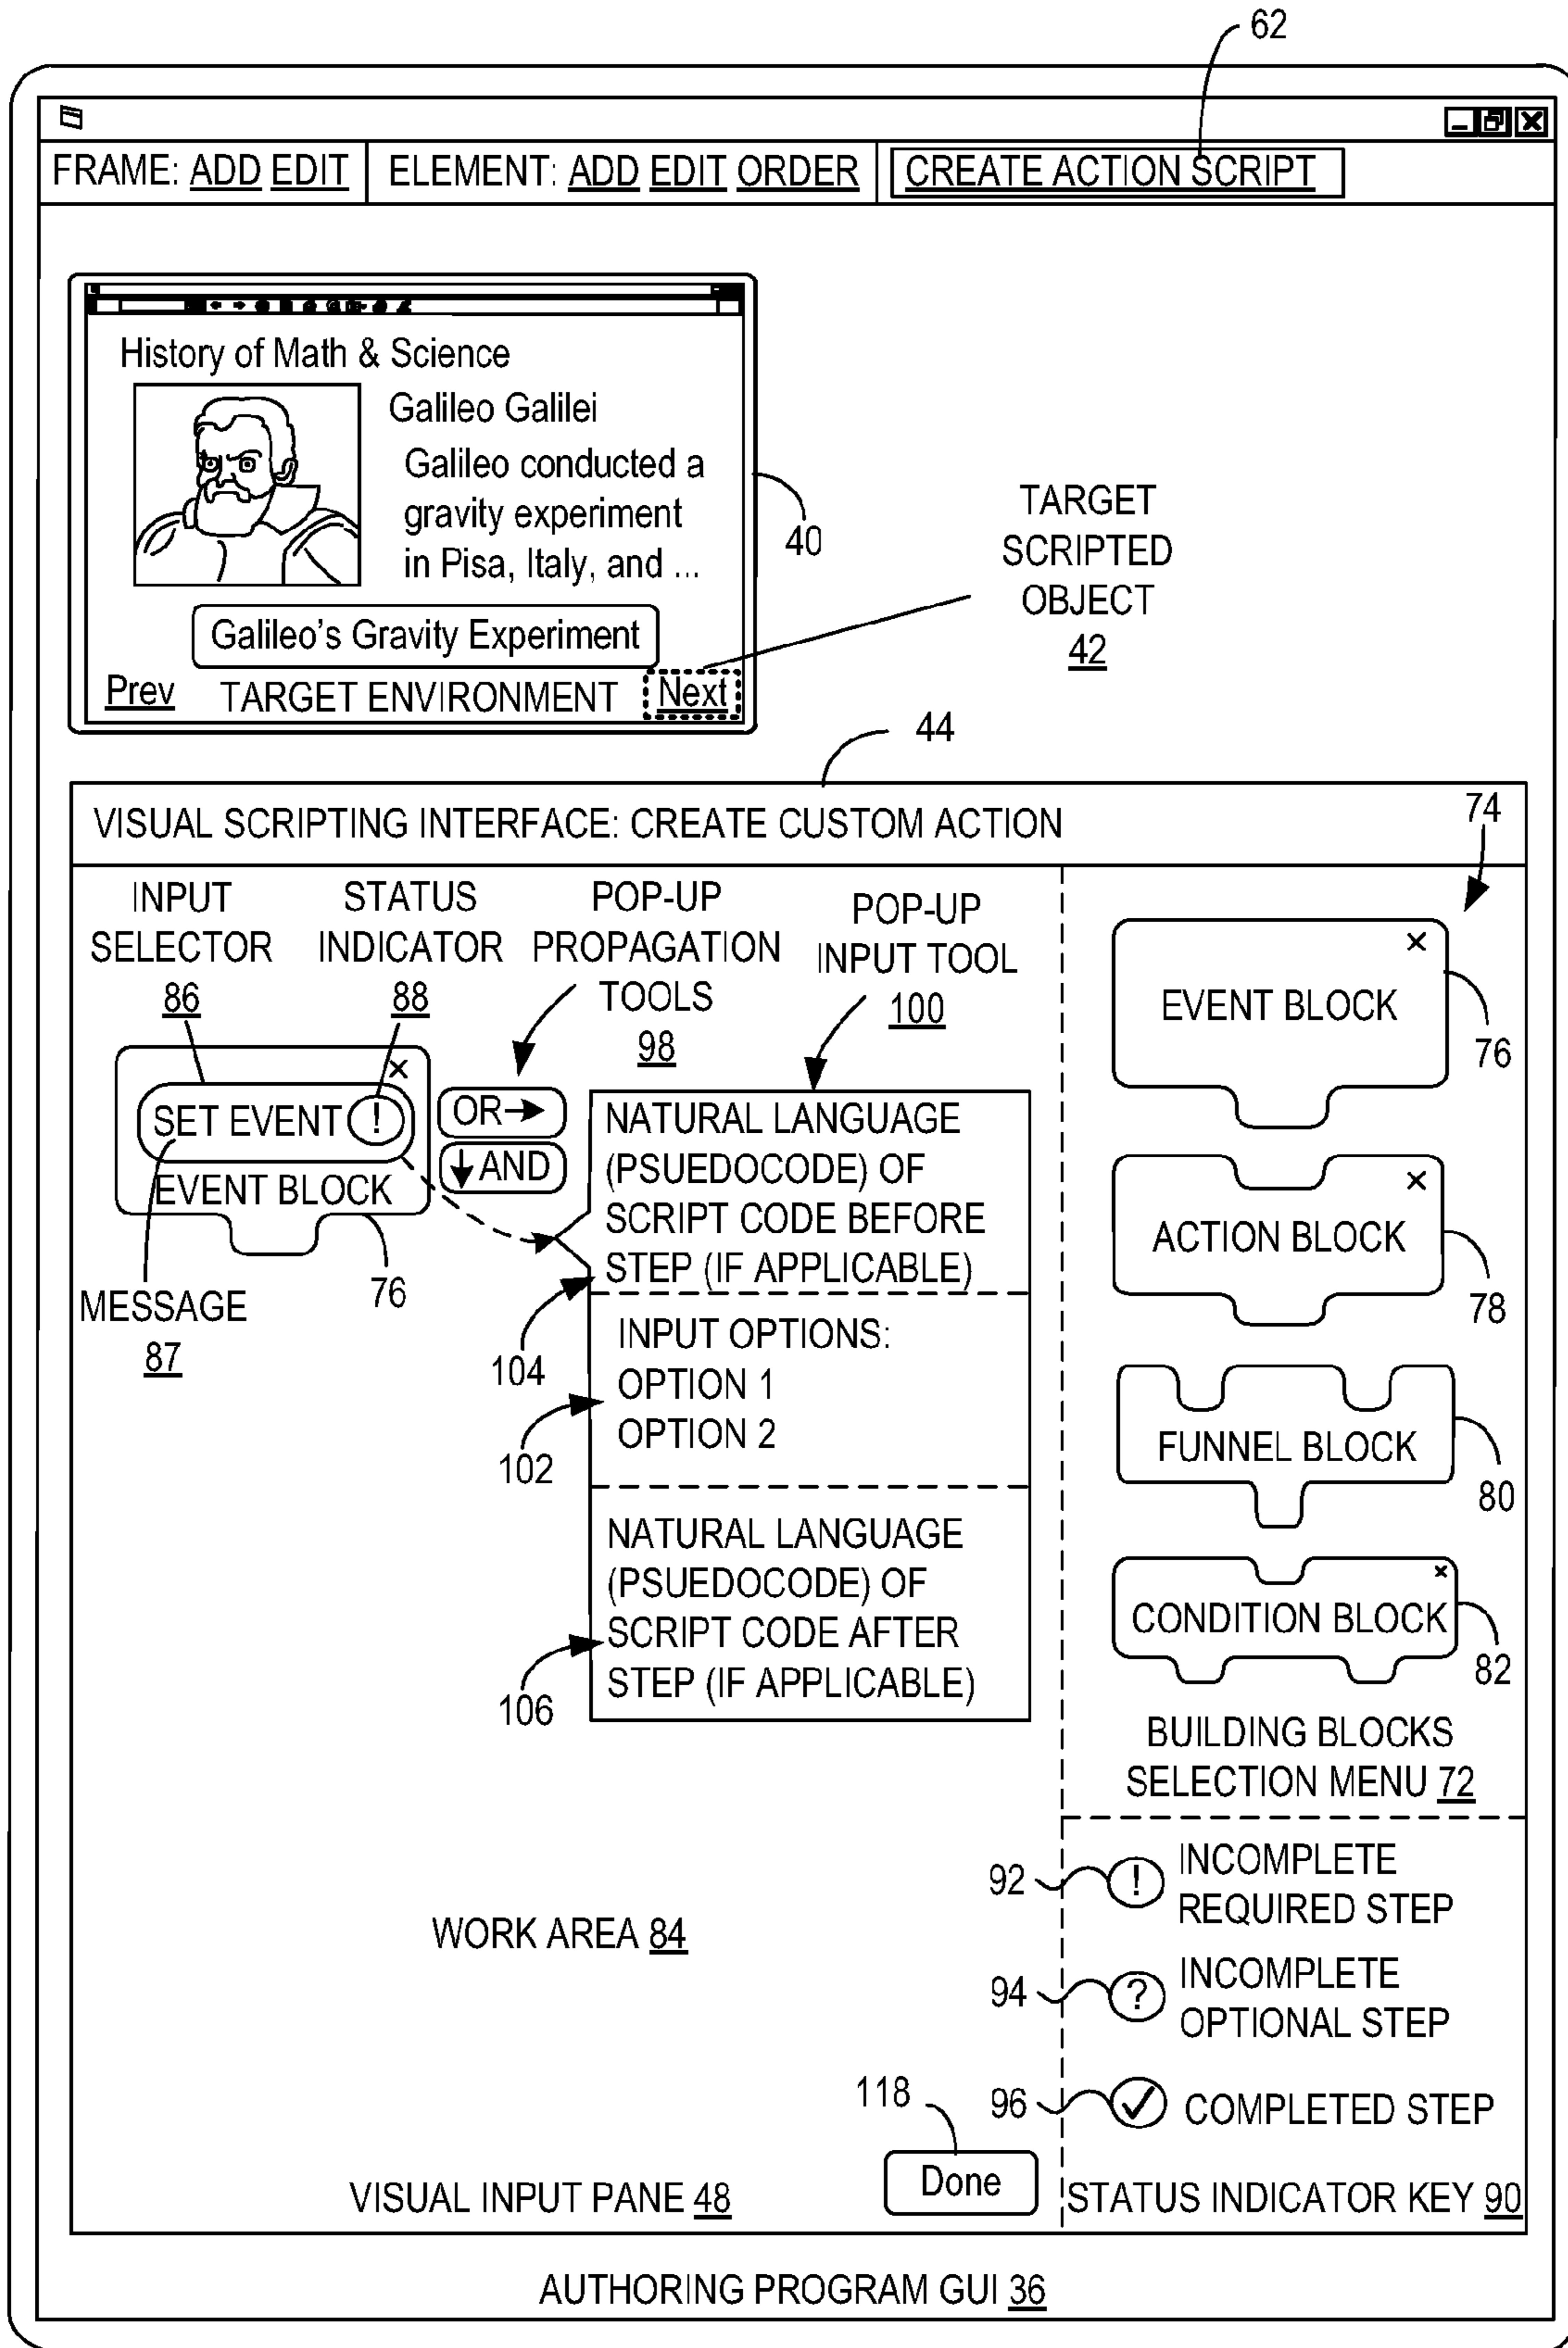 62
FRAME: ADD EDIT
ELEMENT: ADD EDIT ORDER
CREATE ACTION SCRIPT
History of Math & Science
Galileo Galilei
Galileo conducted a
gravity experiment
in Pisa, Italy, and ...
Galileo's Gravity Experiment
Prev
TARGET ENVIRONMENT
Next
40
TARGET
SCRIPTED
OBJECT
42
44
VISUAL SCRIPTING INTERFACE: CREATE CUSTOM ACTION
74
INPUT
SELECTOR
86
STATUS
INDICATOR
88
POP-UP
PROPAGATION
TOOLS
98
POP-UP
INPUT TOOL
100
×
SET EVENT !
EVENT BLOCK
76
MESSAGE
87
OR→
↓AND
NATURAL LANGUAGE
(PSUEDOCODE) OF
SCRIPT CODE BEFORE
STEP (IF APPLICABLE)
104
INPUT OPTIONS:
OPTION 1
OPTION 2
102
NATURAL LANGUAGE
(PSUEDOCODE) OF
SCRIPT CODE AFTER
STEP (IF APPLICABLE)
106
×
EVENT BLOCK
76
×
ACTION BLOCK
78
FUNNEL BLOCK
80
×
CONDITION BLOCK
82
BUILDING BLOCKS
SELECTION MENU 72
WORK AREA 84
92
!
INCOMPLETE
REQUIRED STEP
94
?
INCOMPLETE
OPTIONAL STEP
96
✓
COMPLETED STEP
118
Done
VISUAL INPUT PANE 48
STATUS INDICATOR KEY 90
AUTHORING PROGRAM GUI 36